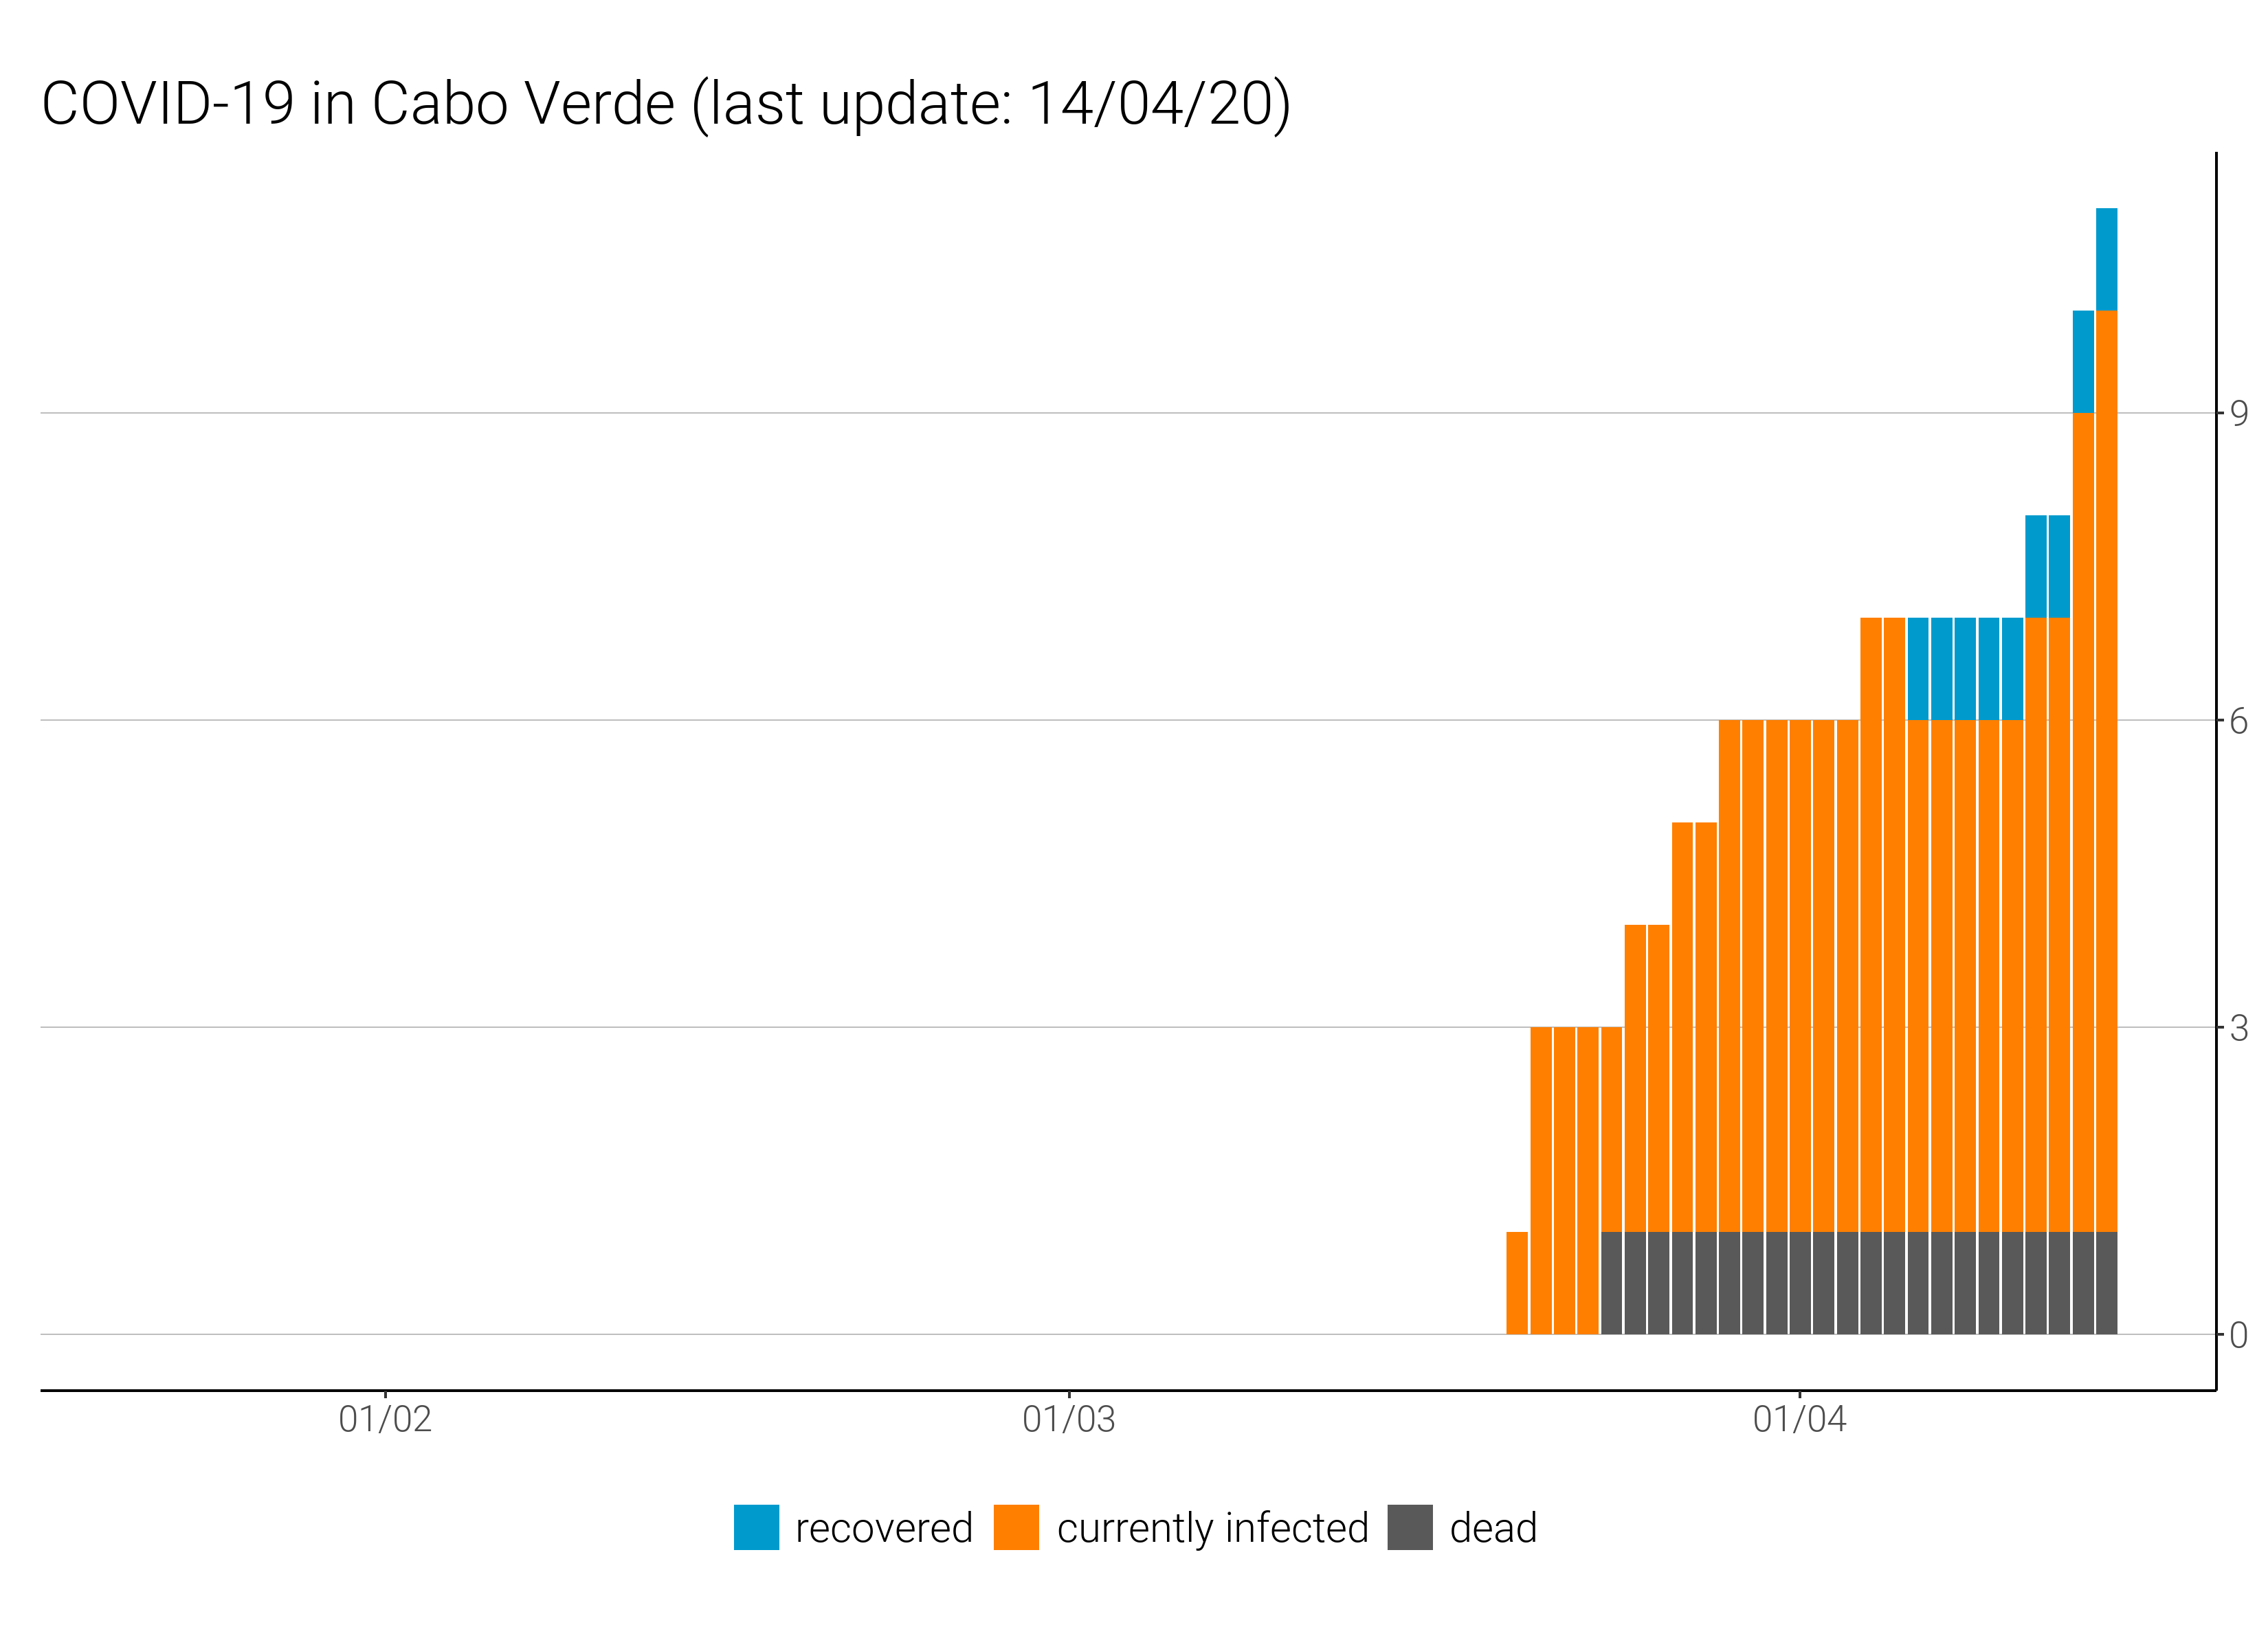 COVID-19 in Cabo Verde (last update: 14/04/20)
9
6
3
0
01/02 01/03 01/04
recovered currently infected dead